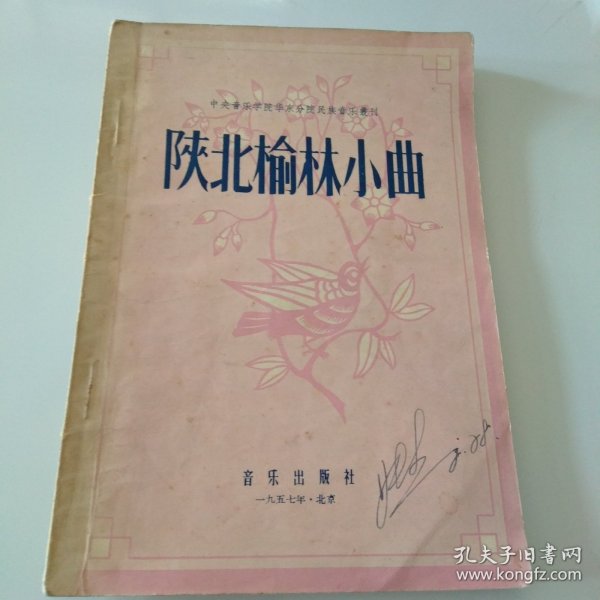 中央音乐学院华东分院民族音乐叢刊
陝北榆林小曲
音乐出版社
一九五七年·北京
孔夫子旧书网
www.kongfz.com